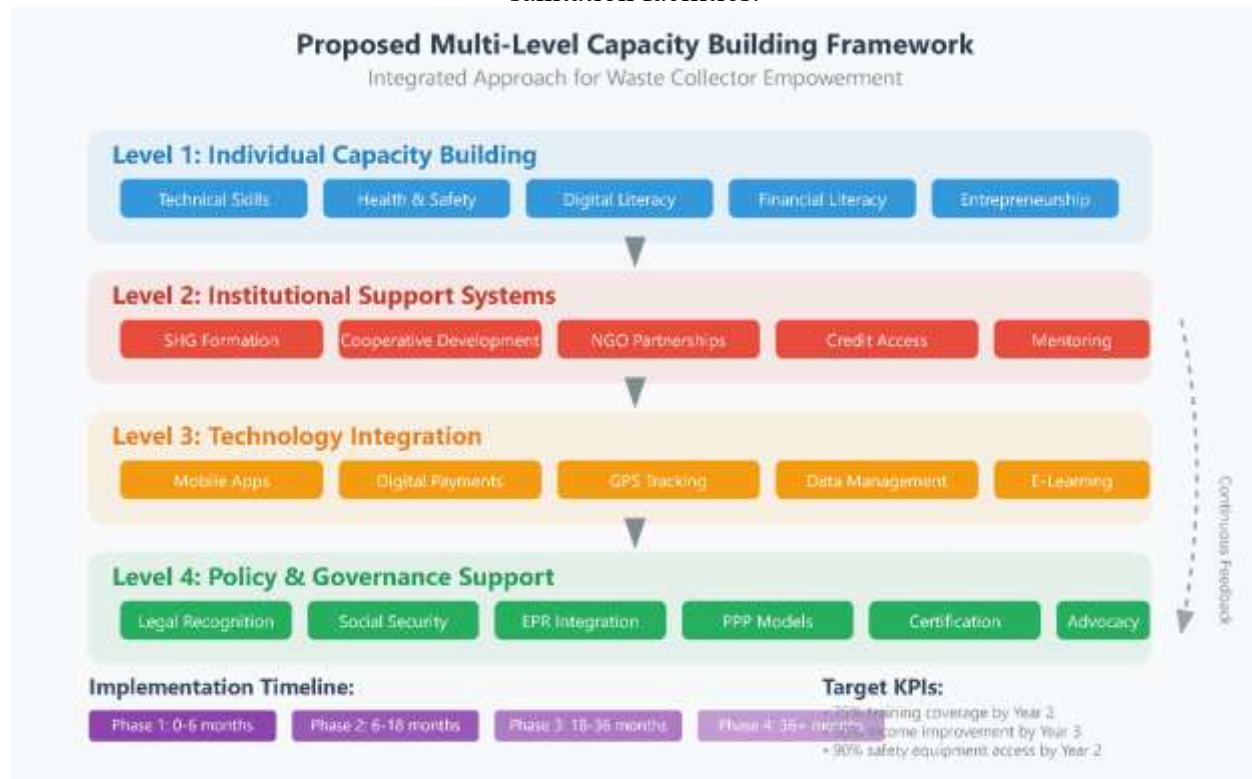 Proposed Multi-Level Capacity Building Framework
Integrated Approach for Waste Collector Empowerment
Level 1: Individual Capacity Building
Technical Skills Health & Safety Digital Literacy Financial Literacy Entrepreneurship
Level 2: Institutional Support Systems
SHG Formation Cooperative Development NGO Partnerships Credit Access Mentoring
Level 3: Technology Integration
Mobile Apps Digital Payments GPS Tracking Data Management E-Learning
Level 4: Policy & Governance Support
Legal Recognition Social Security EPR Integration PPP Models Certification Advocacy
Continuous Feedback
Implementation Timeline:
Phase 1: 0-6 months Phase 2: 6-18 months Phase 3: 18-36 months Phase 4: 36+ months
Target KPIs:
training coverage by Year 2
income improvement by Year 3
• 90% safety equipment access by Year 2